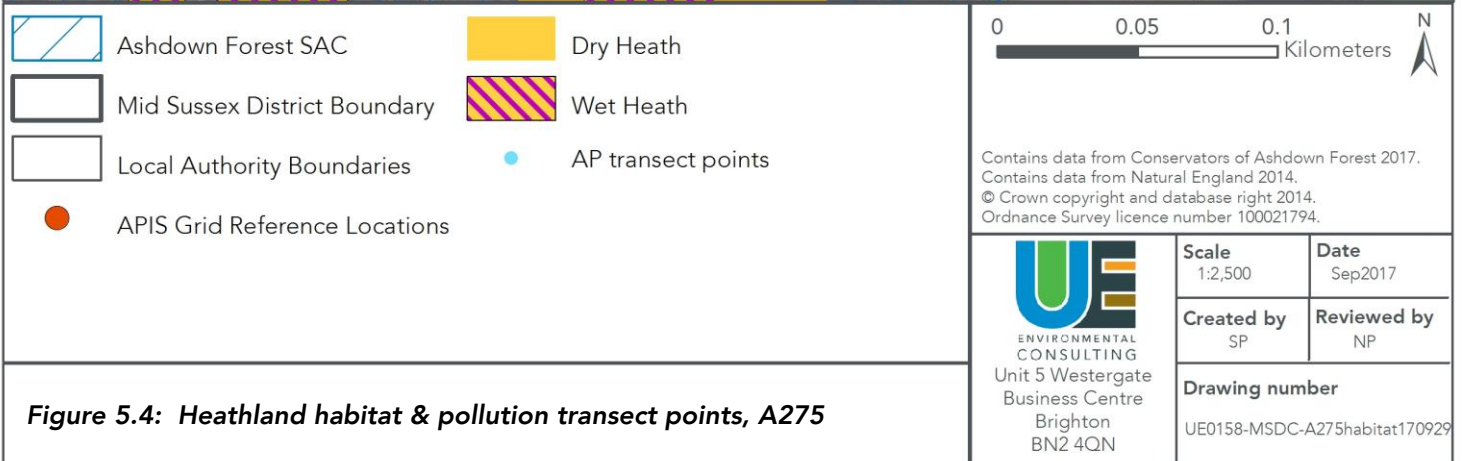 Ashdown Forest SAC
Mid Sussex District Boundary
Local Authority Boundaries
APIS Grid Reference Locations
Dry Heath
Wet Heath
AP transect points
0 0.05 0.1
Kilometers
N
Contains data from Conservators of Ashdown Forest 2017.
Contains data from Natural England 2014.
© Crown copyright and database right 2014.
Ordnance Survey licence number 100021794.
UE
ENVIRONMENTAL
CONSULTING
Unit 5 Westergate
Business Centre
Brighton
BN2 4QN
Scale
1:2,500
Date
Sep2017
Created by
SP
Reviewed by
NP
Drawing number
UE0158-MSDC-A275habitat170929
Figure 5.4: Heathland habitat & pollution transect points, A275